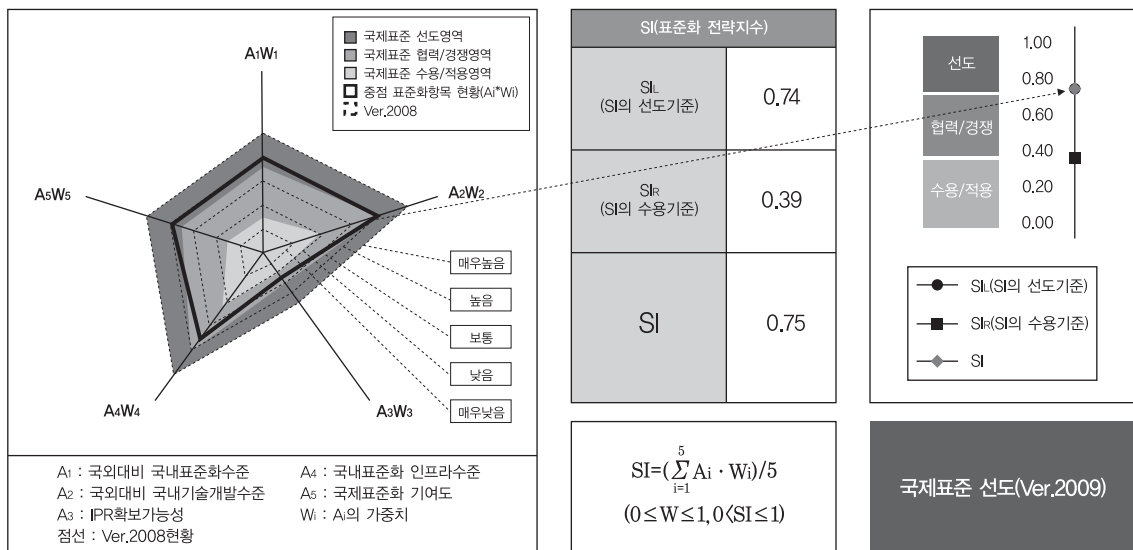 국제표준 선도영역
국제표준 협력/경쟁영역
국제표준 수용/적용영역
중점 표준화항목 현황(Ai*Wi)
Ver.2008
A1W1
A2W2
A3W3
A4W4
A5W5
매우높음
높음
보통
낮음
매우낮음
A1 : 국외대비 국내표준화수준
A2 : 국외대비 국내기술개발수준
A3 : IPR확보가능성
점선 : Ver.2008현황
A4 : 국내표준화 인프라수준
A5 : 국제표준화 기여도
Wi : Ai의 가중치
SI(표준화 전략지수)
SIL
(SI의 선도기준)
0.74
SIR
(SI의 수용기준)
0.39
SI
0.75
SI=(5∑i=1 Ai · Wi)/5
(0≤W≤1, 0〈SI≤1)
선도
협력/경쟁
수용/적용
1.00
0.80
0.60
0.40
0.20
0.00
SIL(SI의 선도기준)
SIR(SI의 수용기준)
SI
국제표준 선도(Ver.2009)